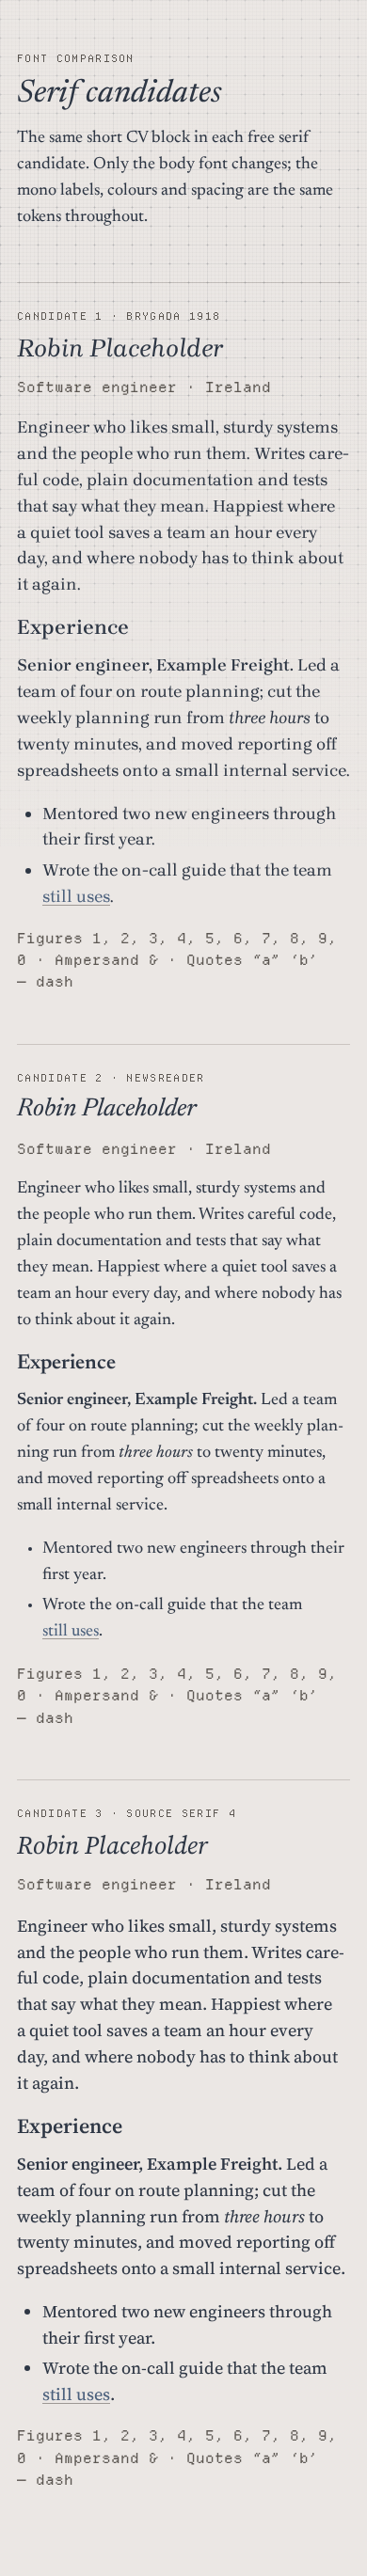 FONT COMPARISON
Serif candidates
The same short CV block in each free serif
candidate. Only the body font changes; the
mono labels, colours and spacing are the same
tokens throughout.
CANDIDATE 1 · BRYGADA 1918
Robin Placeholder
Software engineer · Ireland
Engineer who likes small, sturdy systems
and the people who run them. Writes care-
ful code, plain documentation and tests
that say what they mean. Happiest where
a quiet tool saves a team an hour every
day, and where nobody has to think about
it again.
Experience
Senior engineer, Example Freight. Led a
team of four on route planning; cut the
weekly planning run from three hours to
twenty minutes, and moved reporting off
spreadsheets onto a small internal service.
• Mentored two new engineers through
their first year.
• Wrote the on-call guide that the team
still uses.
Figures 1, 2, 3, 4, 5, 6, 7, 8, 9,
0 · Ampersand & · Quotes “a” ‘b’
— dash
CANDIDATE 2 · NEWSREADER
Robin Placeholder
Software engineer · Ireland
Engineer who likes small, sturdy systems and
the people who run them. Writes careful code,
plain documentation and tests that say what
they mean. Happiest where a quiet tool saves a
team an hour every day, and where nobody has
to think about it again.
Experience
Senior engineer, Example Freight. Led a team
of four on route planning; cut the weekly plan-
ning run from three hours to twenty minutes,
and moved reporting off spreadsheets onto a
small internal service.
• Mentored two new engineers through their
first year.
• Wrote the on-call guide that the team
still uses.
Figures 1, 2, 3, 4, 5, 6, 7, 8, 9,
0 · Ampersand & · Quotes “a” ‘b’
— dash
CANDIDATE 3 · SOURCE SERIF 4
Robin Placeholder
Software engineer · Ireland
Engineer who likes small, sturdy systems
and the people who run them. Writes care-
ful code, plain documentation and tests
that say what they mean. Happiest where
a quiet tool saves a team an hour every
day, and where nobody has to think about
it again.
Experience
Senior engineer, Example Freight. Led a
team of four on route planning; cut the
weekly planning run from three hours to
twenty minutes, and moved reporting off
spreadsheets onto a small internal service.
• Mentored two new engineers through
their first year.
• Wrote the on-call guide that the team
still uses.
Figures 1, 2, 3, 4, 5, 6, 7, 8, 9,
0 · Ampersand & · Quotes “a” ‘b’
— dash